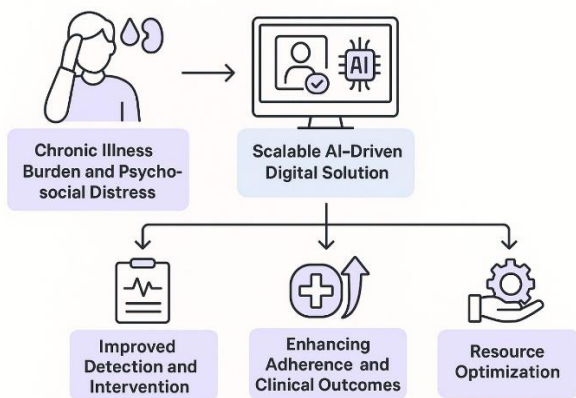 AI
Chronic Illness
Burden and Psycho-
social Distress
Scalable AI-Driven
Digital Solution
Improved
Detection and
Intervention
Enhancing
Adherence and
Clinical Outcomes
Resource
Optimization